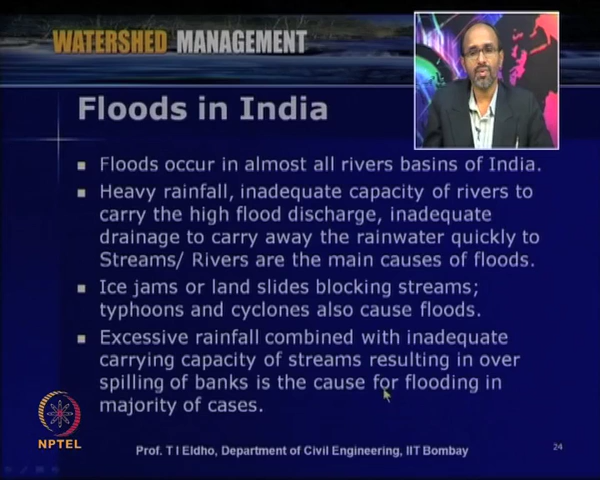 WATERSHED MANAGEMENT
Floods in India
Floods occur in almost all rivers basins of India.
Heavy rainfall, inadequate capacity of rivers to
carry the high flood discharge, inadequate
drainage to carry away the rainwater quickly to
Streams/ Rivers are the main causes of floods.
Ice jams or land slides blocking streams;
typhoons and cyclones also cause floods.
Excessive rainfall combined with inadequate
carrying capacity of streams resulting in over
spilling of banks is the cause for flooding in
majority of cases.
NPTEL
Prof. T I Eldho, Department of Civil Engineering, IIT Bombay
24